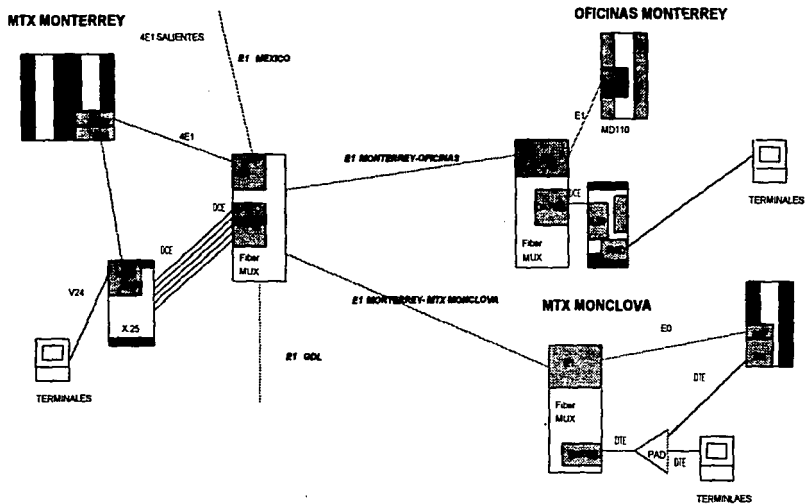 MTX MONTERREY
4E1 SALIENTES
E1 MEXICO
OFICINAS MONTERREY
4E1
E1
MD110
E1 MONTERREY-OFICINAS
DCE
DCE
DCE
TERMINALES
Fiber
MUX
Fiber
MUX
V24
X.25
E1 MONTERREY- MTX MONCLOVA
MTX MONCLOVA
E1 GDL
E0
TERMINALES
DTE
Fiber
MUX
DTE
PAD
DTE
TERMINLAES